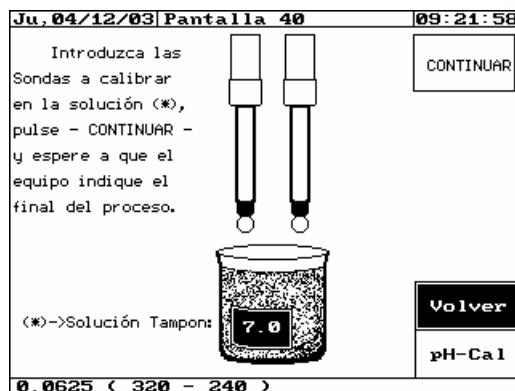 Ju,04/12/03 Pantalla 40 09:21:58
Introduzca las
Sondas a calibrar
en la solución (*),
pulse - CONTINUAR -
y espere a que el
equipo indique el
final del proceso.
CONTINUAR
(*)->Solución Tampon:
7.0
Volver
pH-Cal
0.0625 ( 320 - 240 )